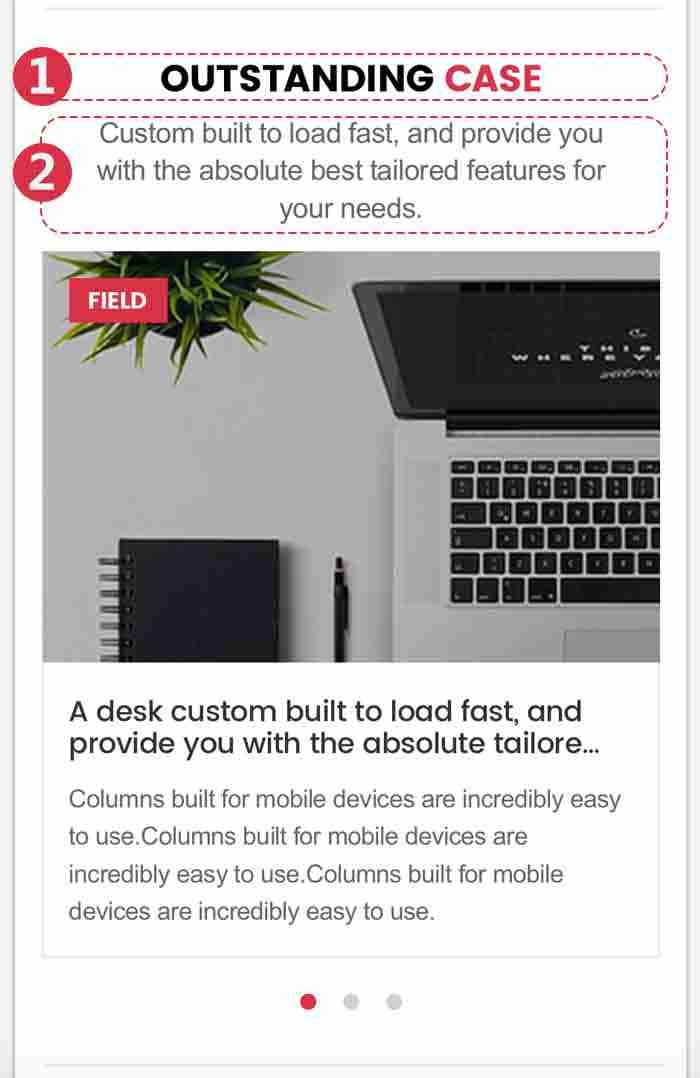 1
OUTSTANDING CASE
2
Custom built to load fast, and provide you
with the absolute best tailored features for
your needs.
FIELD
THIS
WHERE
A desk custom built to load fast, and
provide you with the absolute tailore...
Columns built for mobile devices are incredibly easy
to use.Columns built for mobile devices are
incredibly easy to use.Columns built for mobile
devices are incredibly easy to use.